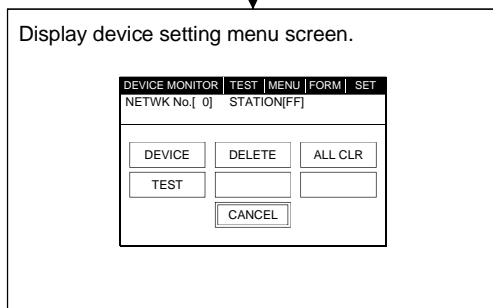 Display device setting menu screen.
DEVICE MONITOR TEST MENU FORM SET
NETWK No.[ 0] STATION[FF]
DEVICE DELETE ALL CLR
TEST
CANCEL